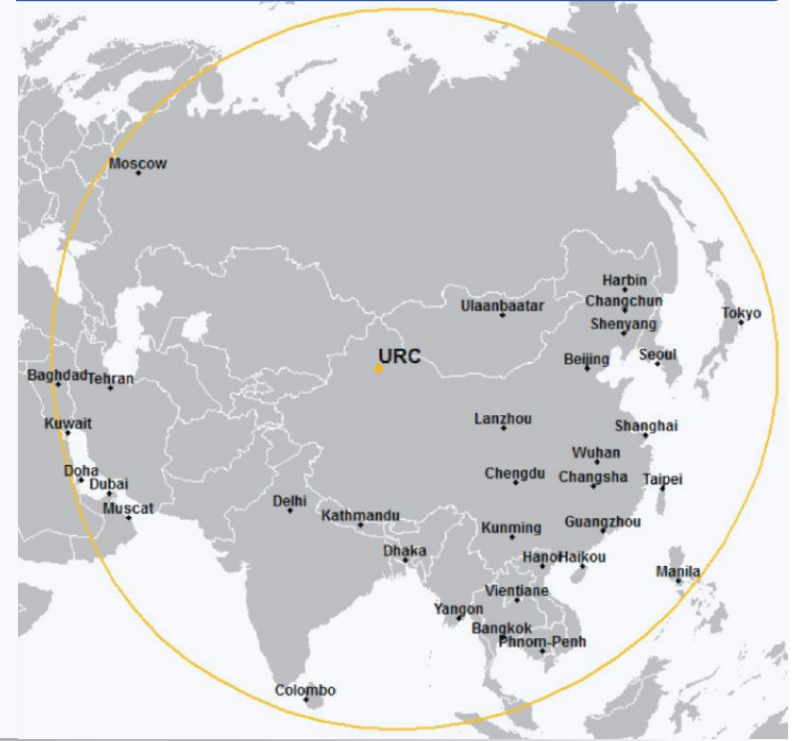 Moscow
Harbin
Ulaanbaatar
Changchun
Tokyo
Shenyang
URC
Beijing
Seoul
Baghdad
Tehran
Lanzhou
Kuwait
Shanghai
Wuhan
Doha
Chengdu
Changsha
Taipei
Dubai
Delhi
Muscat
Kathmandu
Guangzhou
Kunming
Dhaka
Hanoi
Haikou
Manila
Vientiane
Yangon
Bangkok
Phnom-Penh
Colombo